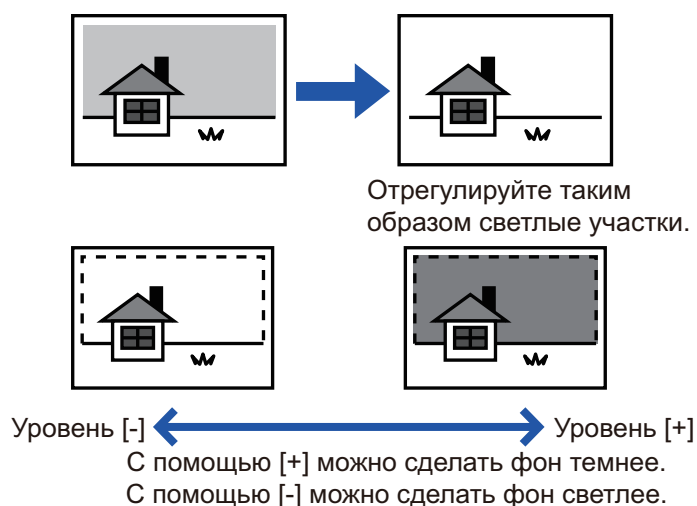 Отрегулируйте таким
образом светлые участки.
Уровень [-] Уровень [+]
С помощью [+] можно сделать фон темнее.
С помощью [-] можно сделать фон светлее.